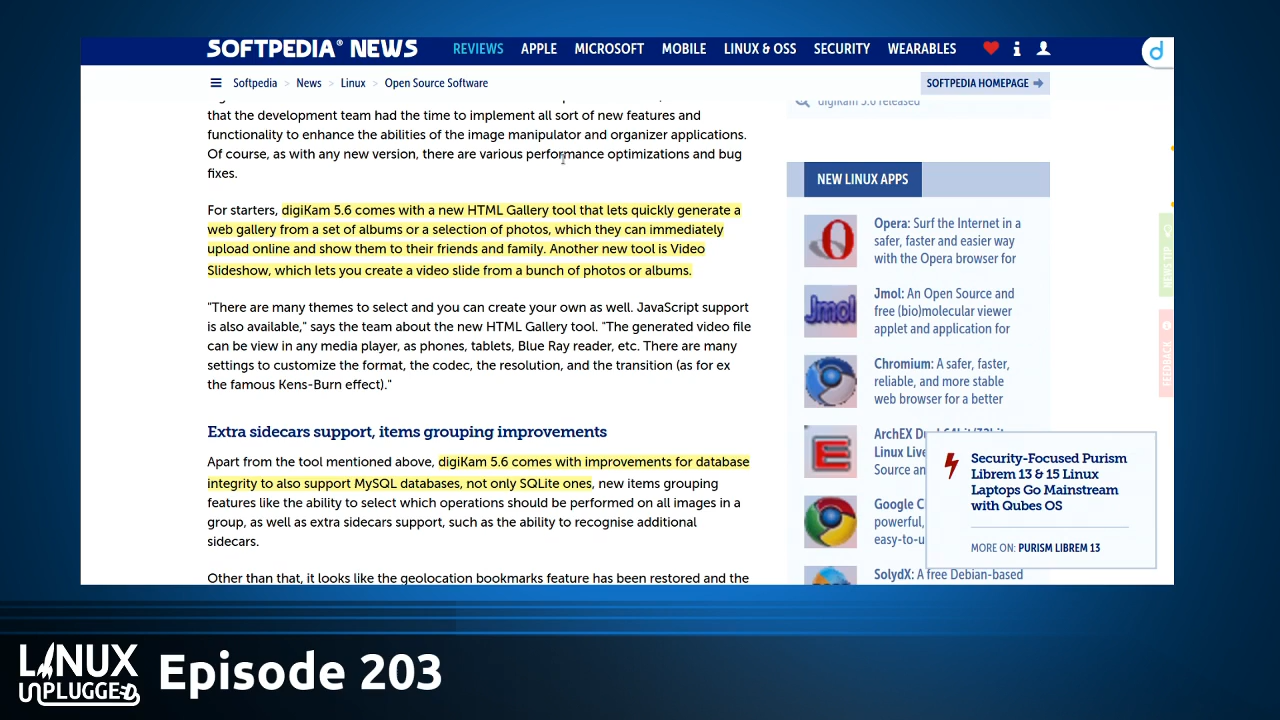 SOFTPEDIA® NEWS
REVIEWS APPLE MICROSOFT MOBILE LINUX & OSS SECURITY WEARABLES
Softpedia > News > Linux > Open Source Software
SOFTPEDIA HOMEPAGE
that the development team had the time to implement all sort of new features and
functionality to enhance the abilities of the image manipulator and organizer applications.
Of course, as with any new version, there are various performance optimizations and bug
fixes.
For starters, digiKam 5.6 comes with a new HTML Gallery tool that lets quickly generate a
web gallery from a set of albums or a selection of photos, which they can immediately
upload online and show them to their friends and family. Another new tool is Video
Slideshow, which lets you create a video slide from a bunch of photos or albums.
"There are many themes to select and you can create your own as well. JavaScript support
is also available," says the team about the new HTML Gallery tool. "The generated video file
can be view in any media player, as phones, tablets, Blue Ray reader, etc. There are many
settings to customize the format, the codec, the resolution, and the transition (as for ex
the famous Kens-Burn effect)."
Extra sidecars support, items grouping improvements
Apart from the tool mentioned above, digiKam 5.6 comes with improvements for database
integrity to also support MySQL databases, not only SQLite ones, new items grouping
features like the ability to select which operations should be performed on all images in a
group, as well as extra sidecars support, such as the ability to recognise additional
sidecars.
Other than that, it looks like the geolocation bookmarks feature has been restored and the
digiKam 5.6 released
NEW LINUX APPS
Opera: Surf the Internet in a
safer, faster and easier way
with the Opera browser for
Jmol
Jmol: An Open Source and
free (bio)molecular viewer
applet and application for
Chromium: A safer, faster,
reliable, and more stable
web browser for a better
ArchEX
Linux Live
Source an
Google C
powerful,
easy-to-u
SolydX: A free Debian-based
Security-Focused Purism
Librem 13 & 15 Linux
Laptops Go Mainstream
with Qubes OS
MORE ON: PURISM LIBREM 13
NEWS TIP
FEEDBACK
LINUX
UNPLUGGED
Episode 203